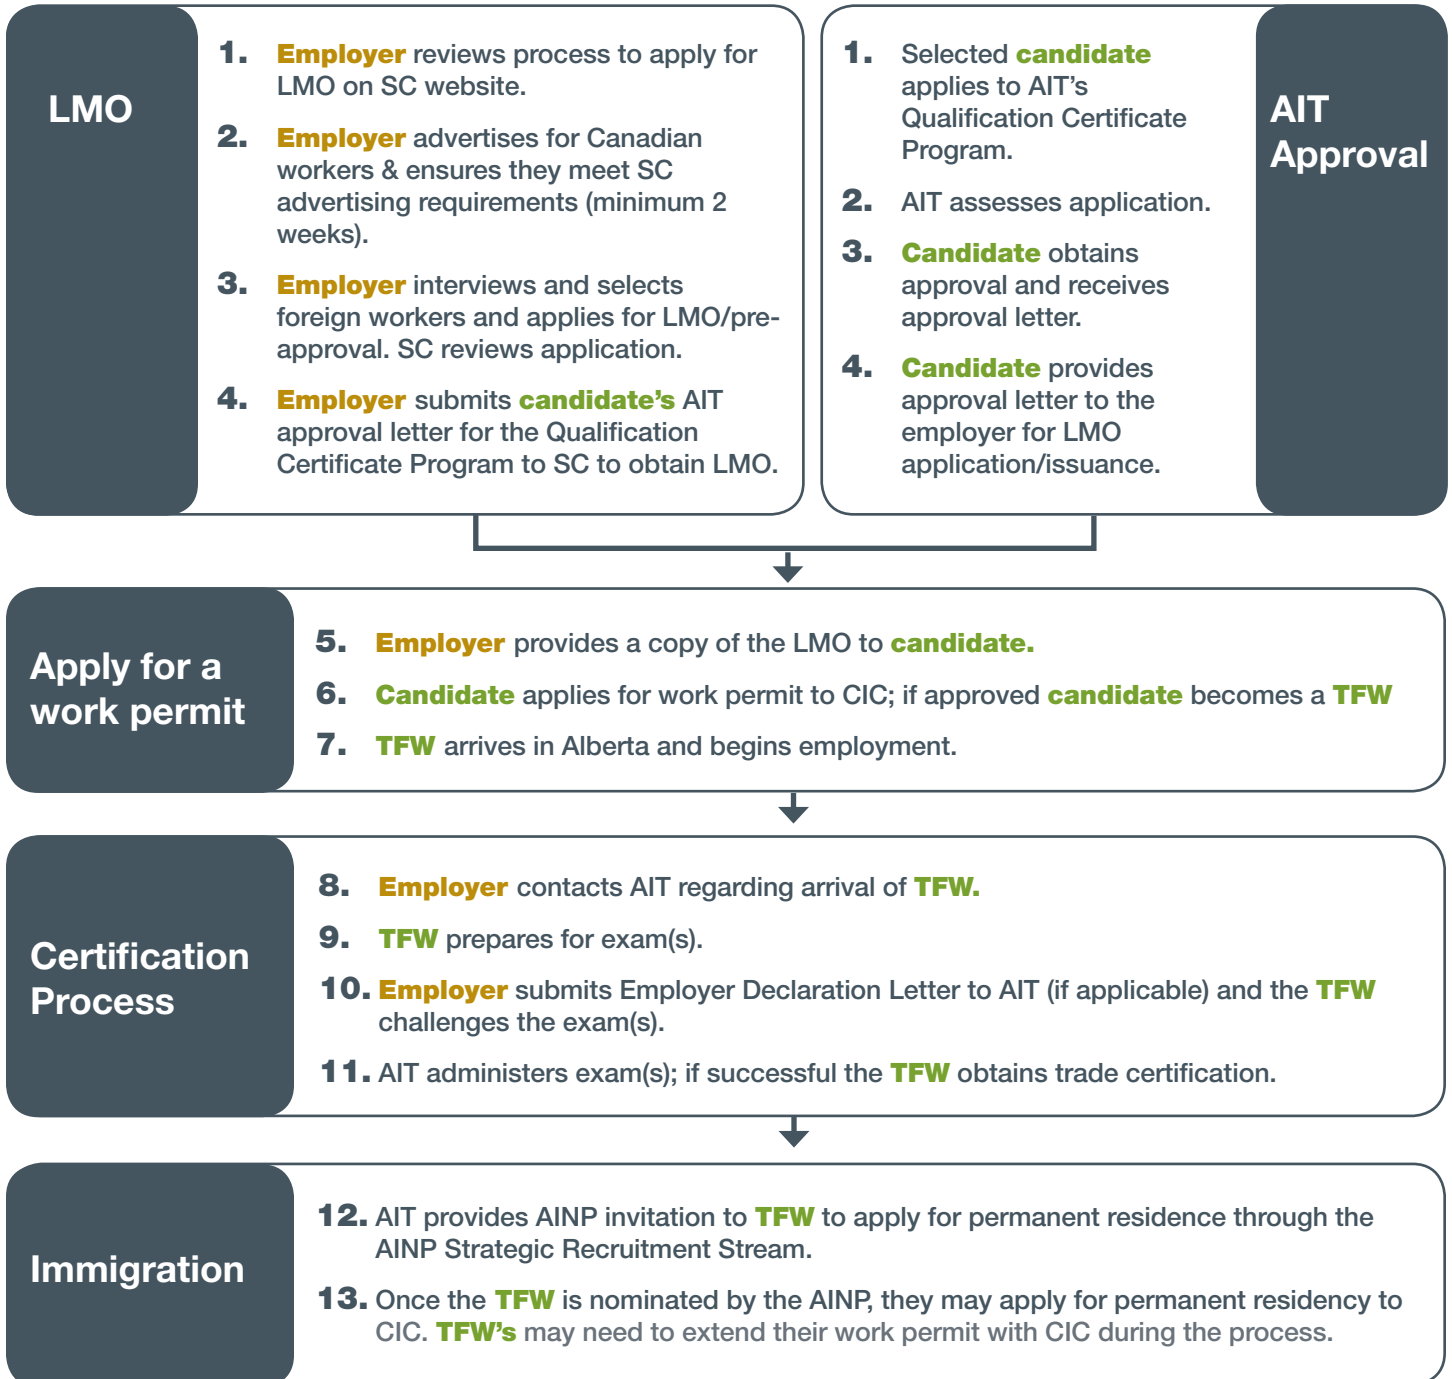 LMO
1. Employer reviews process to apply for
LMO on SC website.
2. Employer advertises for Canadian
workers & ensures they meet SC
advertising requirements (minimum 2
weeks).
3. Employer interviews and selects
foreign workers and applies for LMO/pre-
approval. SC reviews application.
4. Employer submits candidate's AIT
approval letter for the Qualification
Certificate Program to SC to obtain LMO.
1. Selected candidate
applies to AIT's
Qualification Certificate
Program.
2. AIT assesses application.
3. Candidate obtains
approval and receives
approval letter.
4. Candidate provides
approval letter to the
employer for LMO
application/issuance.
AIT
Approval
Apply for a
work permit
5. Employer provides a copy of the LMO to candidate.
6. Candidate applies for work permit to CIC; if approved candidate becomes a TFW
7. TFW arrives in Alberta and begins employment.
Certification
Process
8. Employer contacts AIT regarding arrival of TFW.
9. TFW prepares for exam(s).
10. Employer submits Employer Declaration Letter to AIT (if applicable) and the TFW
challenges the exam(s).
11. AIT administers exam(s); if successful the TFW obtains trade certification.
Immigration
12. AIT provides AINP invitation to TFW to apply for permanent residence through the
AINP Strategic Recruitment Stream.
13. Once the TFW is nominated by the AINP, they may apply for permanent residency to
CIC. TFW's may need to extend their work permit with CIC during the process.